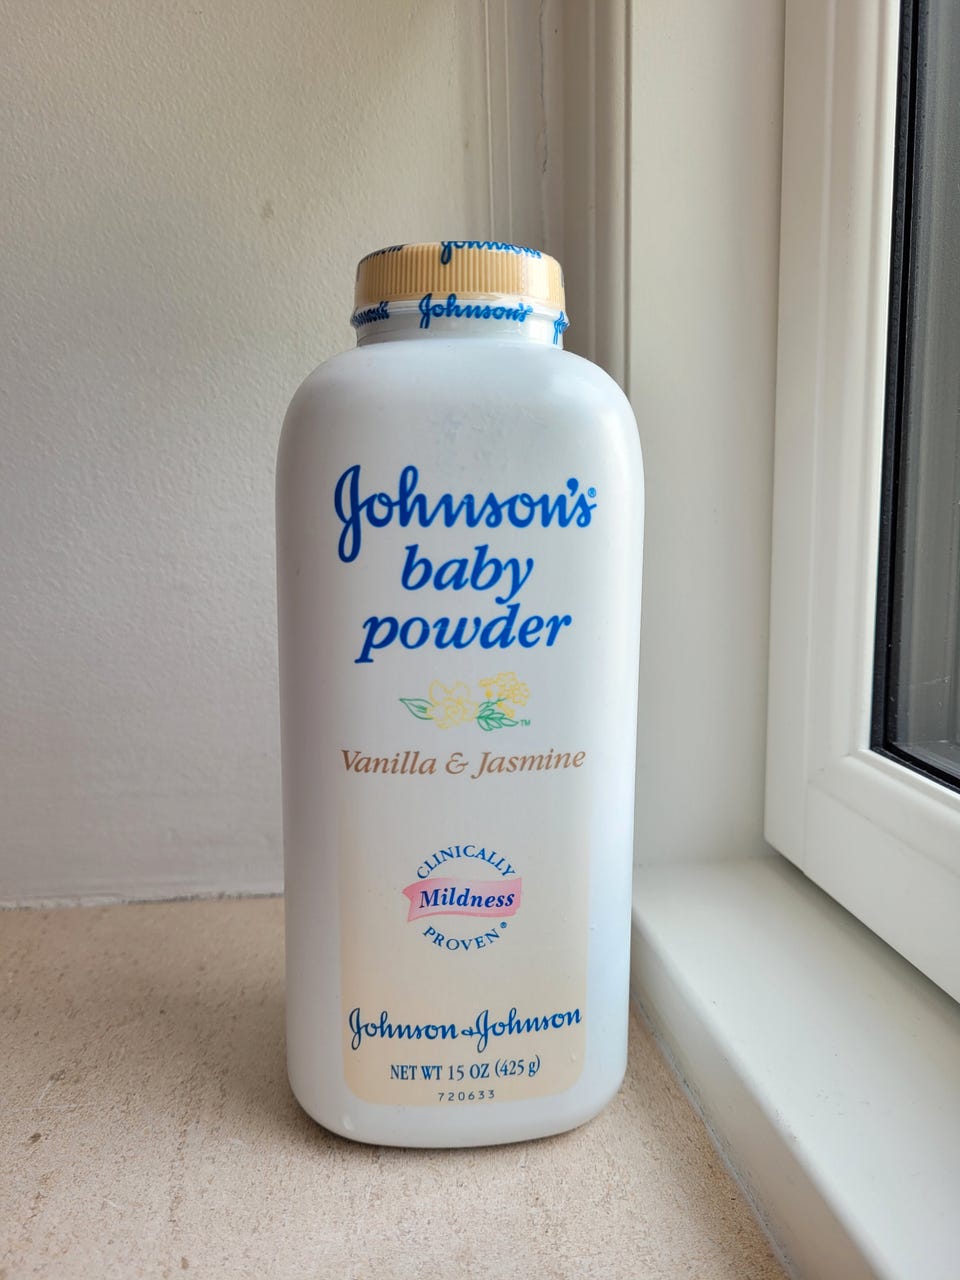 Johnson's
Johnson's
Johnson's®
baby
powder
TM
Vanilla & Jasmine
CLINICALLY
Mildness
PROVEN®
Johnson & Johnson
NET WT 15 OZ (425 g)
720633